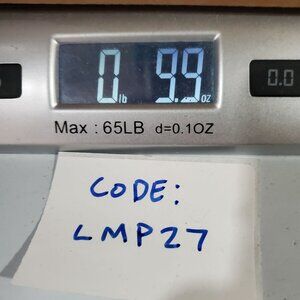 0 lb 9.9 oz
0.0
Max : 65LB d=0.1OZ
CODE:
LMP27